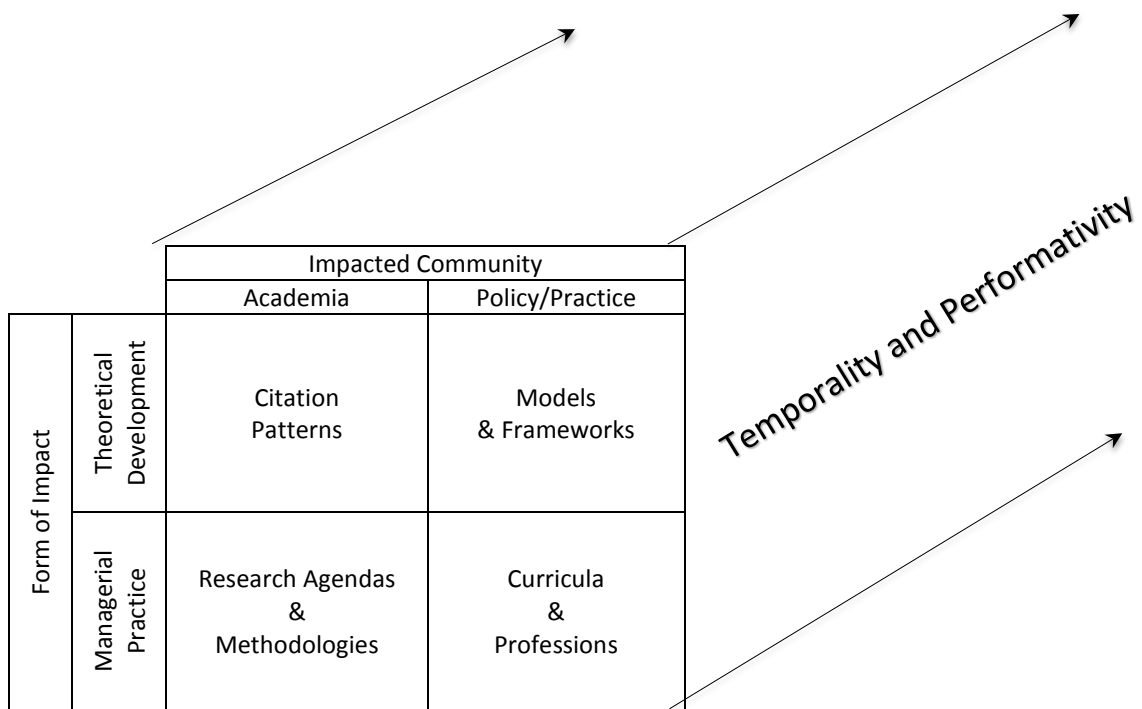 Impacted Community
Academia
Policy/Practice
Form of Impact
Theoretical
Development
Citation
Patterns
Models
& Frameworks
Managerial
Practice
Research Agendas
&
Methodologies
Curricula
&
Professions
Temporality and Performativity